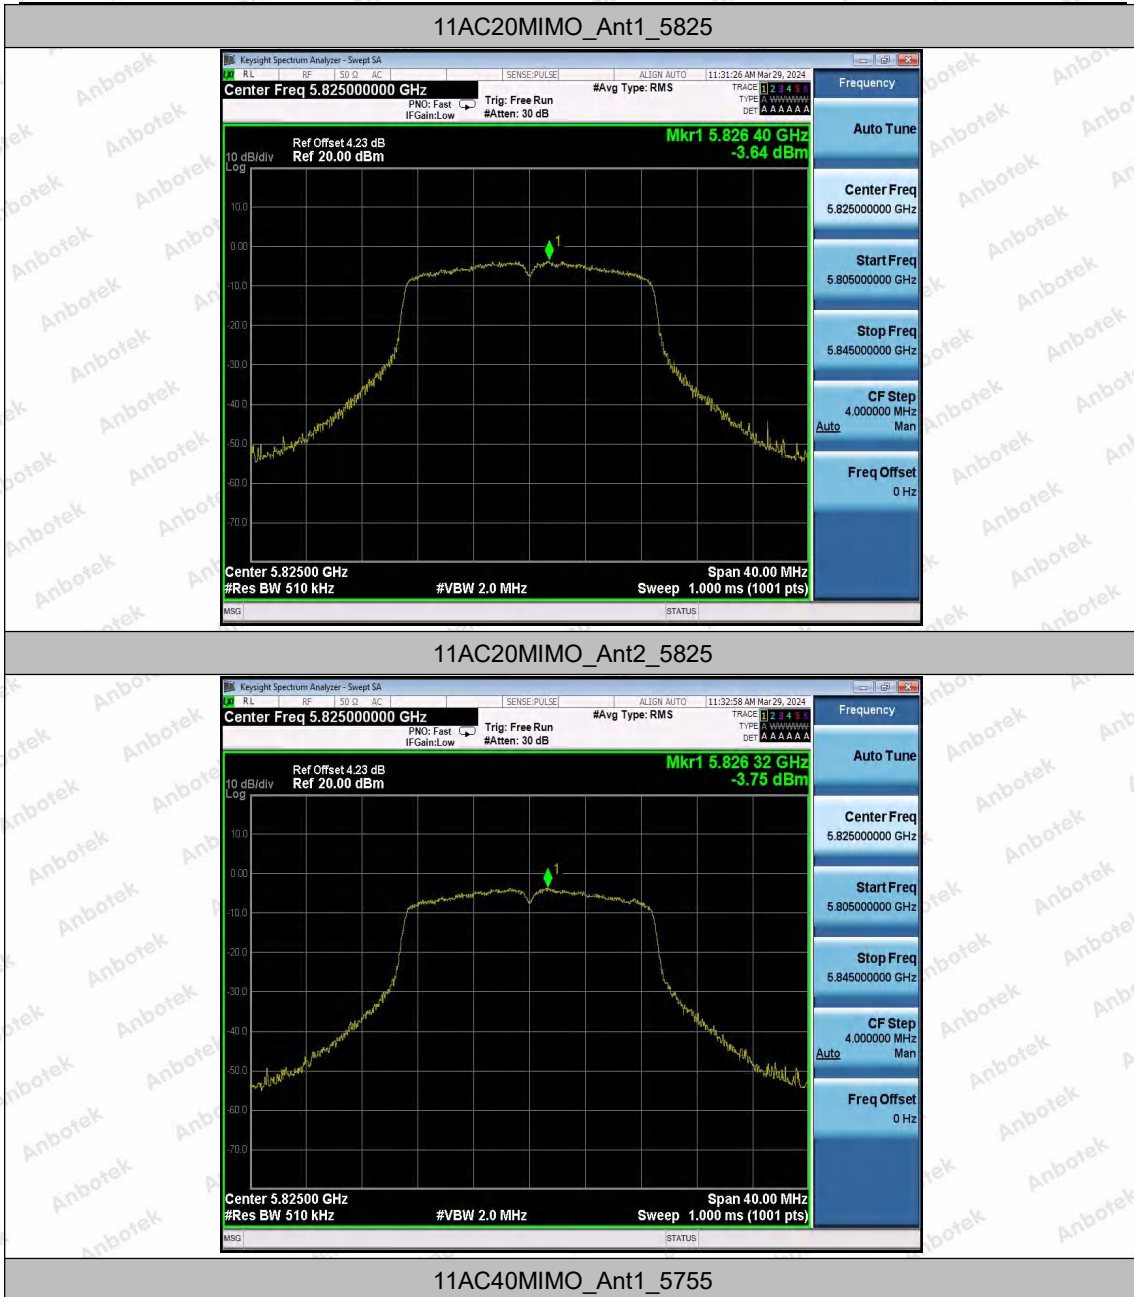 11AC20MIMO_Ant1_5825
Keysight Spectrum Analyzer - Swept SA
RL RF 50 Ω AC SENSE:PULSE ALIGN AUTO 11:31:26 AM Mar 29, 2024
Center Freq 5.825000000 GHz
PNO: Fast
IFGain:Low
Trig: Free Run
#Atten: 30 dB
#Avg Type: RMS
TRACE 1 2 3 4 5 6
TYPE A WWWWW
DET A A A A A A
Frequency
Mkr1 5.826 40 GHz
-3.64 dBm
Ref Offset 4.23 dB
10 dB/div Ref 20.00 dBm
Log
10.0
0.00
-10.0
-20.0
-30.0
-40.0
-50.0
-60.0
-70.0
1
Center 5.82500 GHz Span 40.00 MHz
#Res BW 510 kHz #VBW 2.0 MHz Sweep 1.000 ms (1001 pts)
MSG STATUS
Auto Tune
Center Freq
5.825000000 GHz
Start Freq
5.805000000 GHz
Stop Freq
5.845000000 GHz
CF Step
4.000000 MHz
Auto Man
Freq Offset
0 Hz
11AC20MIMO_Ant2_5825
Keysight Spectrum Analyzer - Swept SA
RL RF 50 Ω AC SENSE:PULSE ALIGN AUTO 11:32:58 AM Mar 29, 2024
Center Freq 5.825000000 GHz
PNO: Fast
IFGain:Low
Trig: Free Run
#Atten: 30 dB
#Avg Type: RMS
TRACE 1 2 3 4 5 6
TYPE A WWWWW
DET A A A A A A
Frequency
Mkr1 5.826 32 GHz
-3.75 dBm
Ref Offset 4.23 dB
10 dB/div Ref 20.00 dBm
Log
10.0
0.00
-10.0
-20.0
-30.0
-40.0
-50.0
-60.0
-70.0
1
Center 5.82500 GHz Span 40.00 MHz
#Res BW 510 kHz #VBW 2.0 MHz Sweep 1.000 ms (1001 pts)
MSG STATUS
Auto Tune
Center Freq
5.825000000 GHz
Start Freq
5.805000000 GHz
Stop Freq
5.845000000 GHz
CF Step
4.000000 MHz
Auto Man
Freq Offset
0 Hz
11AC40MIMO_Ant1_5755
Anbotek